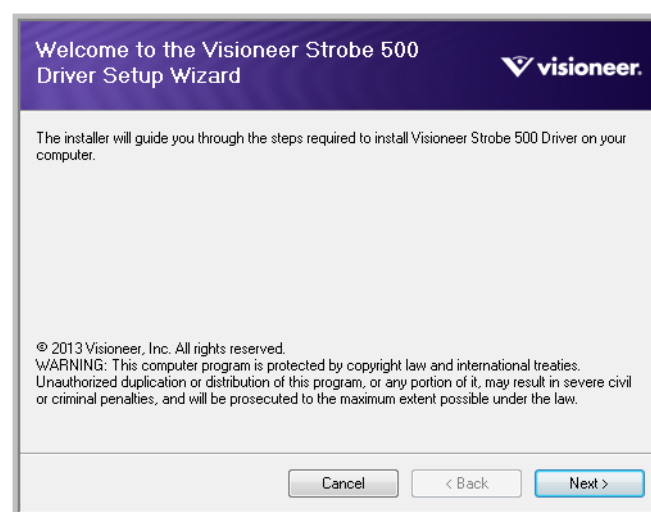 Welcome to the Visioneer Strobe 500
Driver Setup Wizard
visioneer.
The installer will guide you through the steps required to install Visioneer Strobe 500 Driver on your
computer.
© 2013 Visioneer, Inc. All rights reserved.
WARNING: This computer program is protected by copyright law and international treaties.
Unauthorized duplication or distribution of this program, or any portion of it, may result in severe civil
or criminal penalties, and will be prosecuted to the maximum extent possible under the law.
Cancel < Back Next >